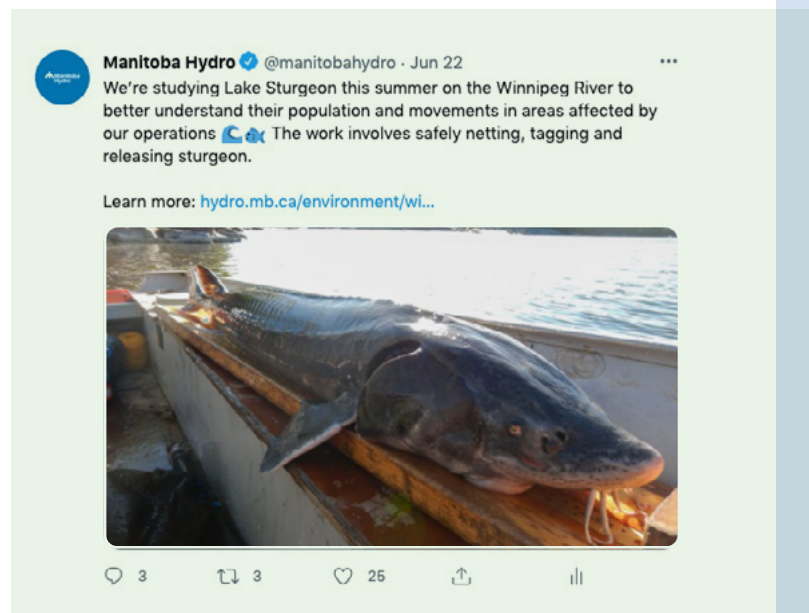 Manitoba Hydro @manitobahydro · Jun 22
We're studying Lake Sturgeon this summer on the Winnipeg River to
better understand their population and movements in areas affected by
our operations 🌊🐟 The work involves safely netting, tagging and
releasing sturgeon.
Learn more: hydro.mb.ca/environment/wi...
3 3 25